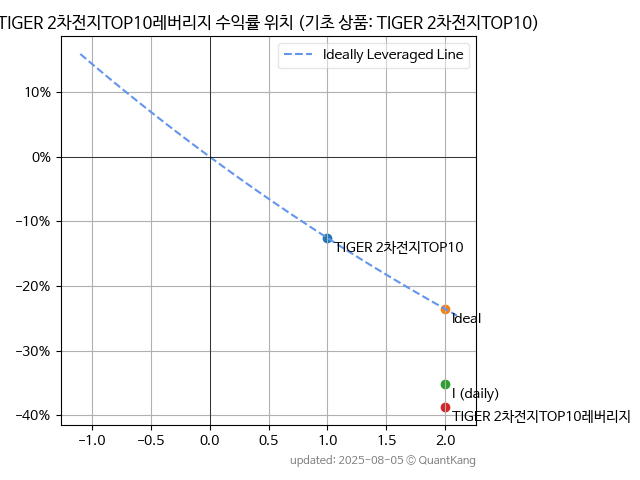 TIGER 2차전지TOP10레버리지 수익률 위치 (기초 상품: TIGER 2차전지TOP10)
Ideally Leveraged Line
10%
0%
−10%
TIGER 2차전지TOP10
−20%
Ideal
−30%
l (daily)
−40%
TIGER 2차전지TOP10레버리지
−1.0 −0.5 0.0 0.5 1.0 1.5 2.0
updated: 2025-08-05 © QuantKang